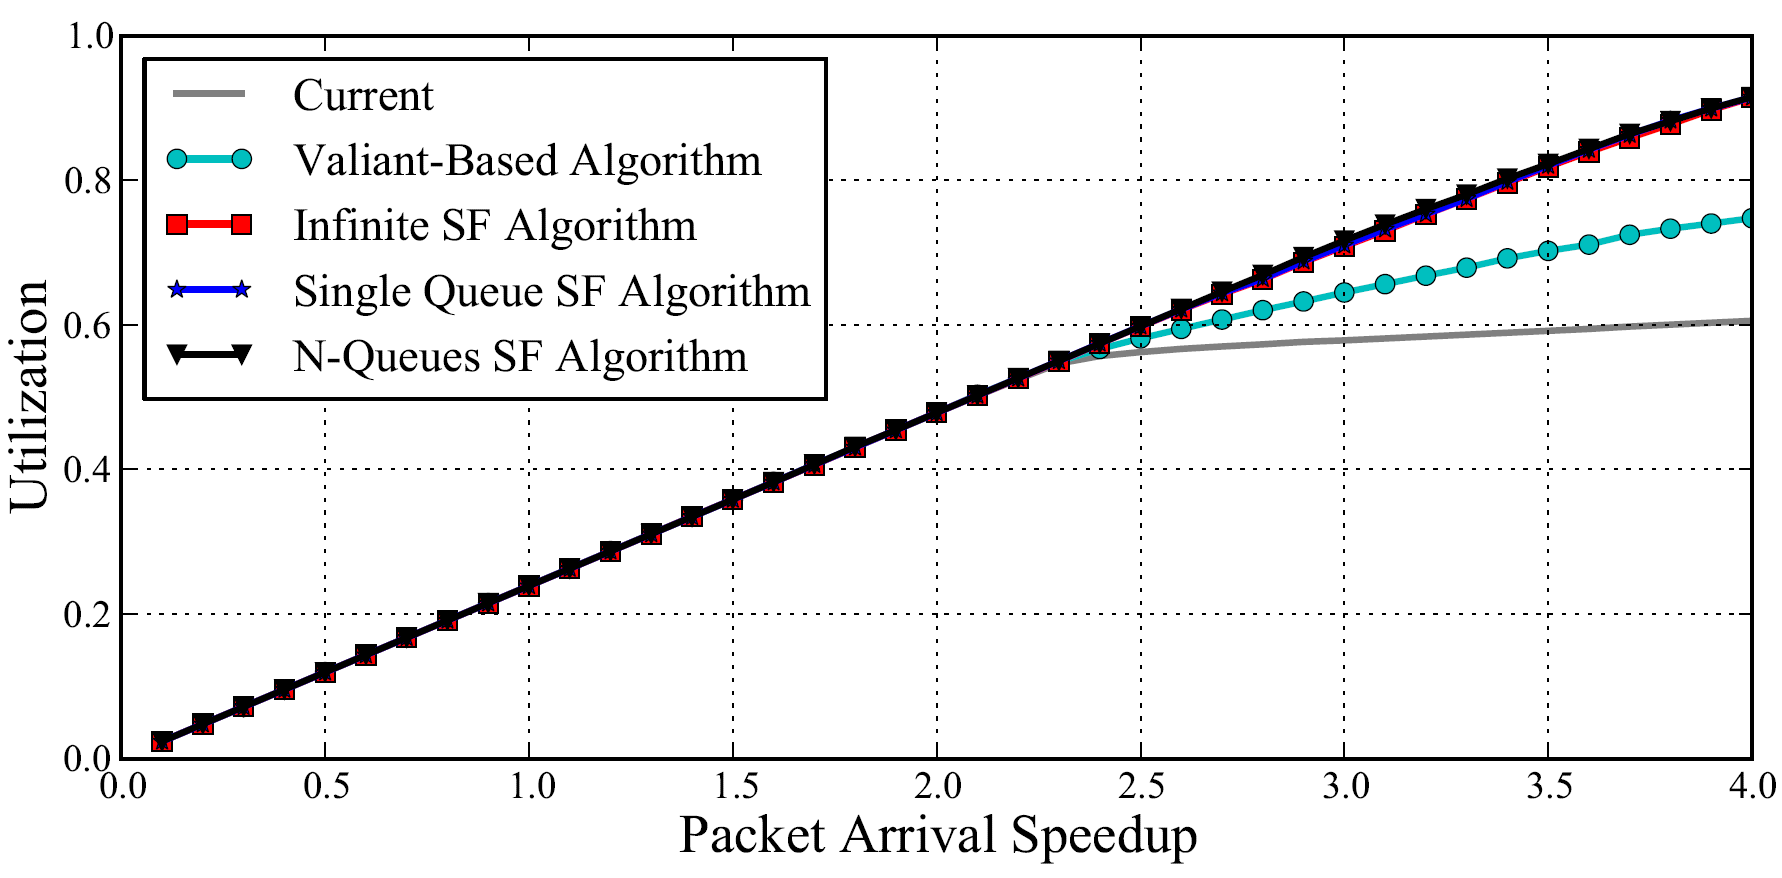 1.0
0.8
0.6
0.4
0.2
0.0
Utilization
Current
Valiant-Based Algorithm
Infinite SF Algorithm
Single Queue SF Algorithm
N-Queues SF Algorithm
0.0 0.5 1.0 1.5 2.0 2.5 3.0 3.5 4.0
Packet Arrival Speedup